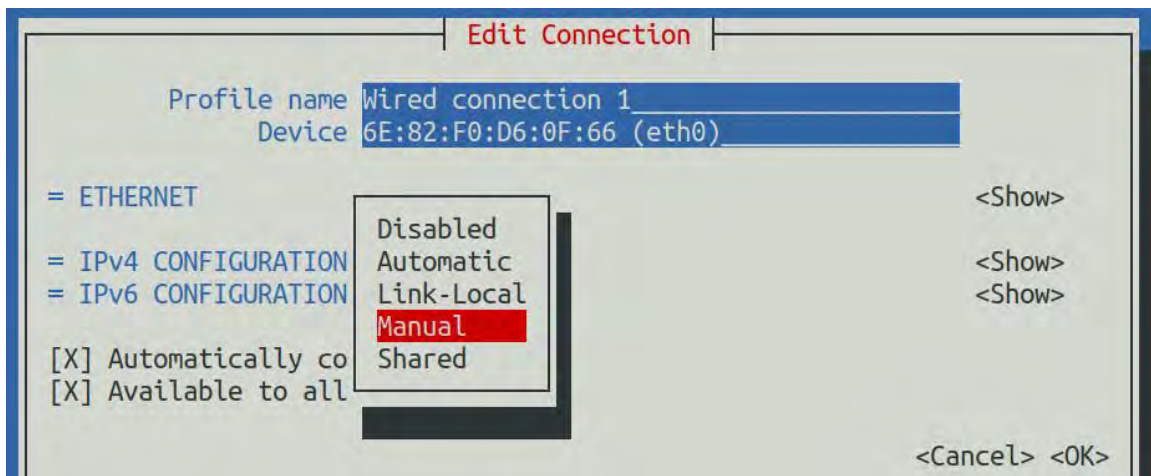 Edit Connection
Profile name Wired connection 1
Device 6E:82:F0:D6:0F:66 (eth0)
= ETHERNET <Show>
Disabled
= IPv4 CONFIGURATION Automatic <Show>
= IPv6 CONFIGURATION Link-Local <Show>
Manual
[X] Automatically co Shared
[X] Available to all
<Cancel> <OK>